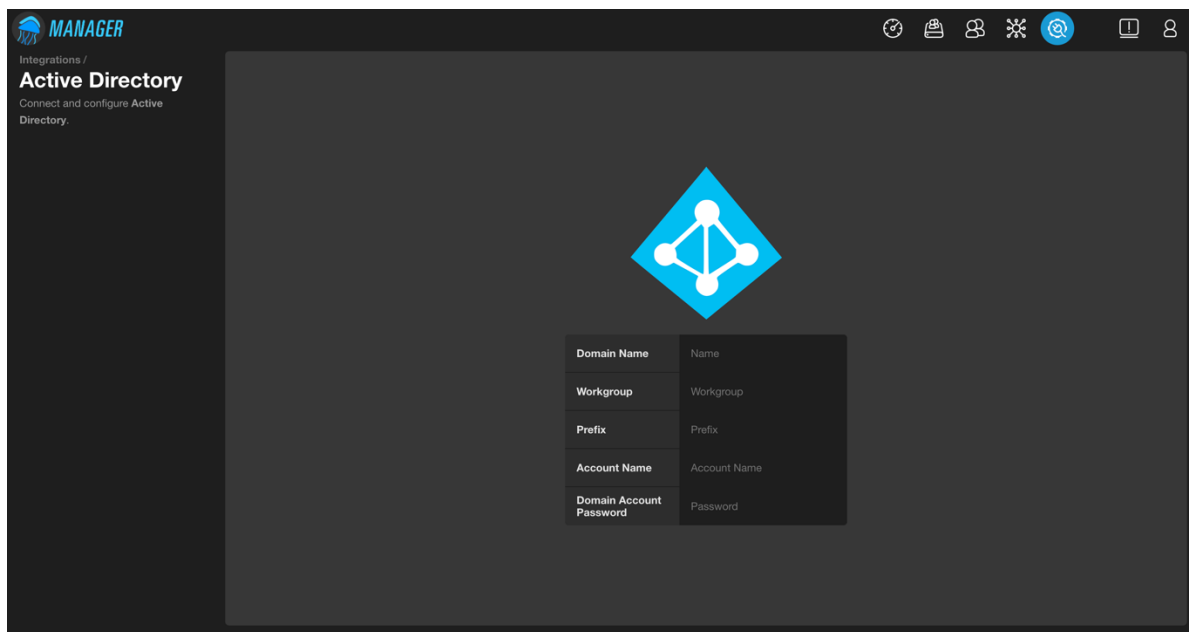 MANAGER
Integrations /
Active Directory
Connect and configure Active
Directory.
Domain Name Name
Workgroup Workgroup
Prefix Prefix
Account Name Account Name
Domain Account
Password Password